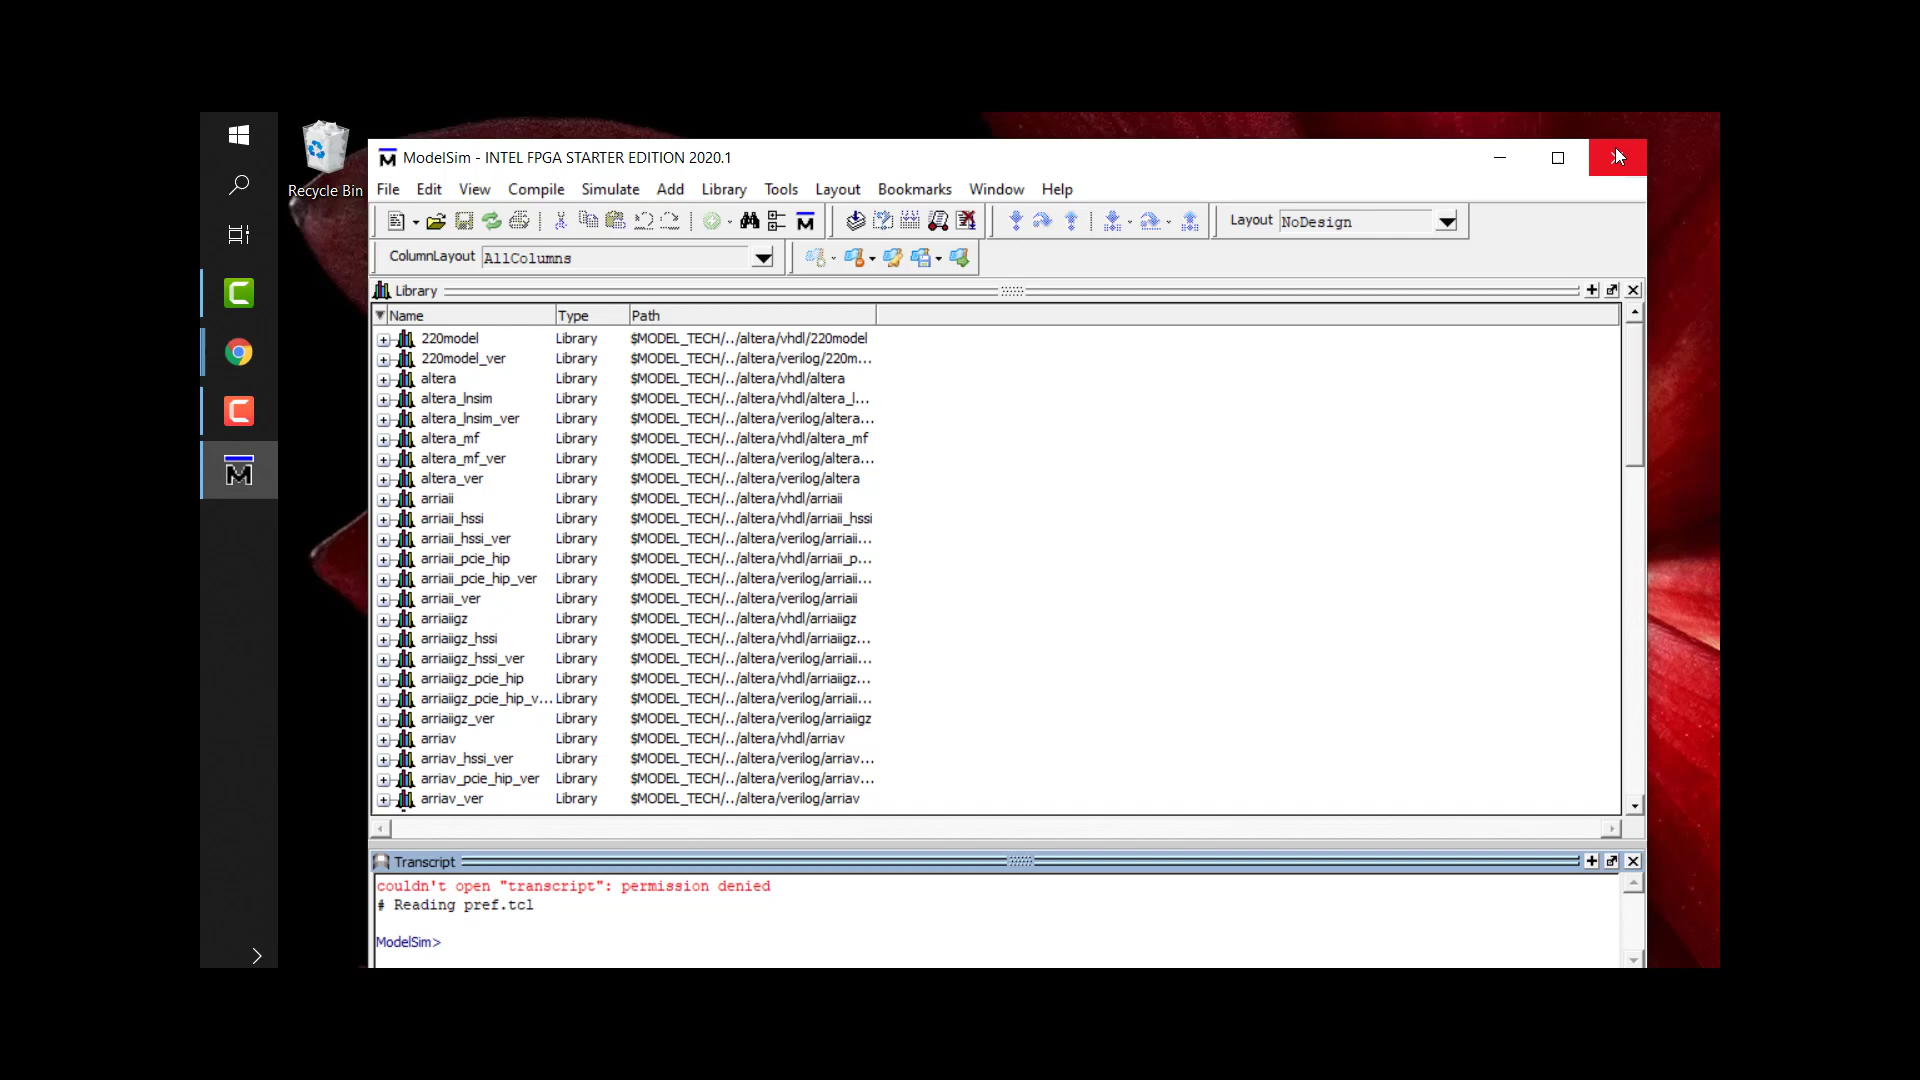 Recycle Bin
ModelSim - INTEL FPGA STARTER EDITION 2020.1
File Edit View Compile Simulate Add Library Tools Layout Bookmarks Window Help
Layout NoDesign
ColumnLayout AllColumns
Library
Name Type Path
220model Library $MODEL_TECH/../altera/vhdl/220model
220model_ver Library $MODEL_TECH/../altera/verilog/220m...
altera Library $MODEL_TECH/../altera/vhdl/altera
altera_lnsim Library $MODEL_TECH/../altera/vhdl/altera_l...
altera_lnsim_ver Library $MODEL_TECH/../altera/verilog/altera...
altera_mf Library $MODEL_TECH/../altera/vhdl/altera_mf
altera_mf_ver Library $MODEL_TECH/../altera/verilog/altera...
altera_ver Library $MODEL_TECH/../altera/verilog/altera
arriaii Library $MODEL_TECH/../altera/vhdl/arriaii
arriaii_hssi Library $MODEL_TECH/../altera/vhdl/arriaii_hssi
arriaii_hssi_ver Library $MODEL_TECH/../altera/verilog/arriaii...
arriaii_pcie_hip Library $MODEL_TECH/../altera/vhdl/arriaii_p...
arriaii_pcie_hip_ver Library $MODEL_TECH/../altera/verilog/arriaii...
arriaii_ver Library $MODEL_TECH/../altera/verilog/arriaii
arriaiigz Library $MODEL_TECH/../altera/vhdl/arriaiigz
arriaiigz_hssi Library $MODEL_TECH/../altera/vhdl/arriaiigz...
arriaiigz_hssi_ver Library $MODEL_TECH/../altera/verilog/arriaii...
arriaiigz_pcie_hip Library $MODEL_TECH/../altera/vhdl/arriaiigz...
arriaiigz_pcie_hip_v... Library $MODEL_TECH/../altera/verilog/arriaii...
arriaiigz_ver Library $MODEL_TECH/../altera/verilog/arriaiigz
arriav Library $MODEL_TECH/../altera/vhdl/arriav
arriav_hssi_ver Library $MODEL_TECH/../altera/verilog/arriav...
arriav_pcie_hip_ver Library $MODEL_TECH/../altera/verilog/arriav...
arriav_ver Library $MODEL_TECH/../altera/verilog/arriav
Transcript
couldn't open "transcript": permission denied
# Reading pref.tcl
ModelSim>